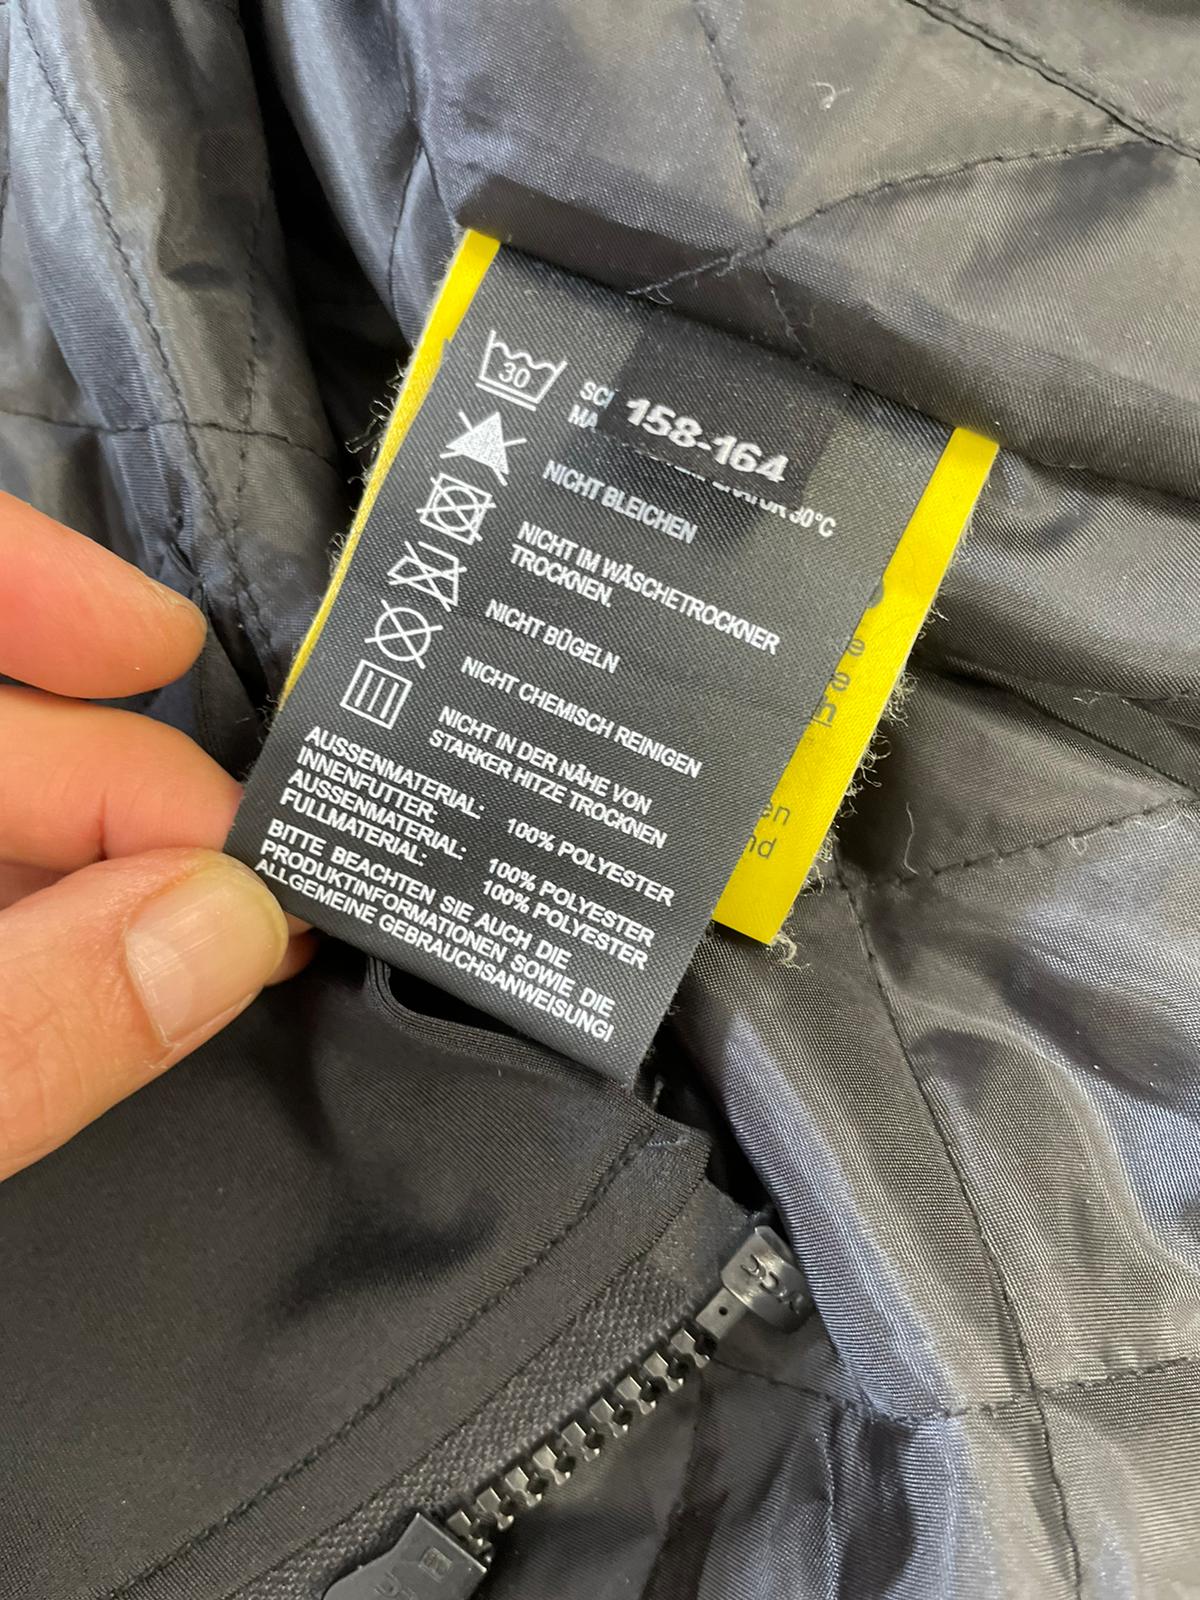 30
158-164
30°C
NICHT BLEICHEN
NICHT IM WÄSCHETROCKNER
TROCKNEN.
NICHT BÜGELN
NICHT CHEMISCH REINIGEN
NICHT IN DER NÄHE VON
STARKER HITZE TROCKNEN
AUSSENMATERIAL: 100% POLYESTER
INNENFUTTER:
AUSSENMATERIAL: 100% POLYESTER
FÜLLMATERIAL: 100% POLYESTER
BITTE BEACHTEN SIE AUCH DIE
PRODUKTINFORMATIONEN SOWIE DIE
ALLGEMEINE GEBRAUCHSANWEISUNG!